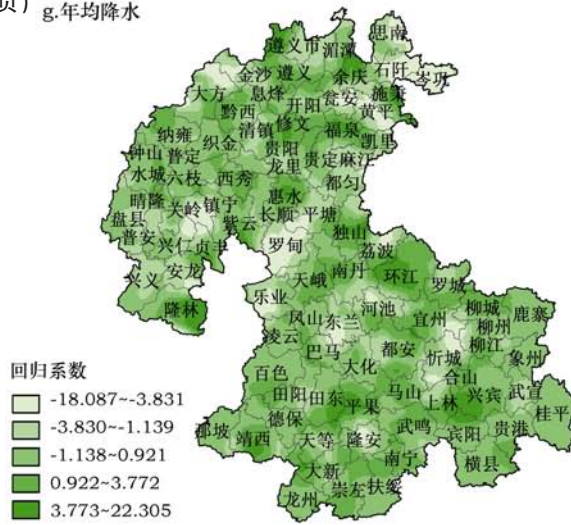 页)
g.年均降水
思南
遵义市 湄潭
金沙 遵义 余庆 石阡 岑巩
大方 息烽 开阳 瓮安 施秉
黔西 黄平
纳雍 清镇 修文 福泉 凯里
钟山 普定 织金 贵阳
水城 六枝 西秀 龙里 贵定 麻江
都匀
晴隆 关岭 镇宁 惠水
盘县 紫云 长顺 平塘
普安 兴仁 贞丰 罗甸 独山
荔波
兴义 安龙 天峨 南丹 环江
隆林 乐业 罗城
凤山 东兰 河池 宜州 柳城 鹿寨
凌云 柳州
巴马 都安 忻城 柳江
百色 大化 合山 象州
田阳 田东 平果 马山 上林 兴宾 武宣
德保 桂平
那坡 靖西 天等 隆安 武鸣 宾阳 贵港
大新 南宁 横县
龙州 崇左 扶绥
回归系数
-18.087~-3.831
-3.830~-1.139
-1.138~0.921
0.922~3.772
3.773~22.305